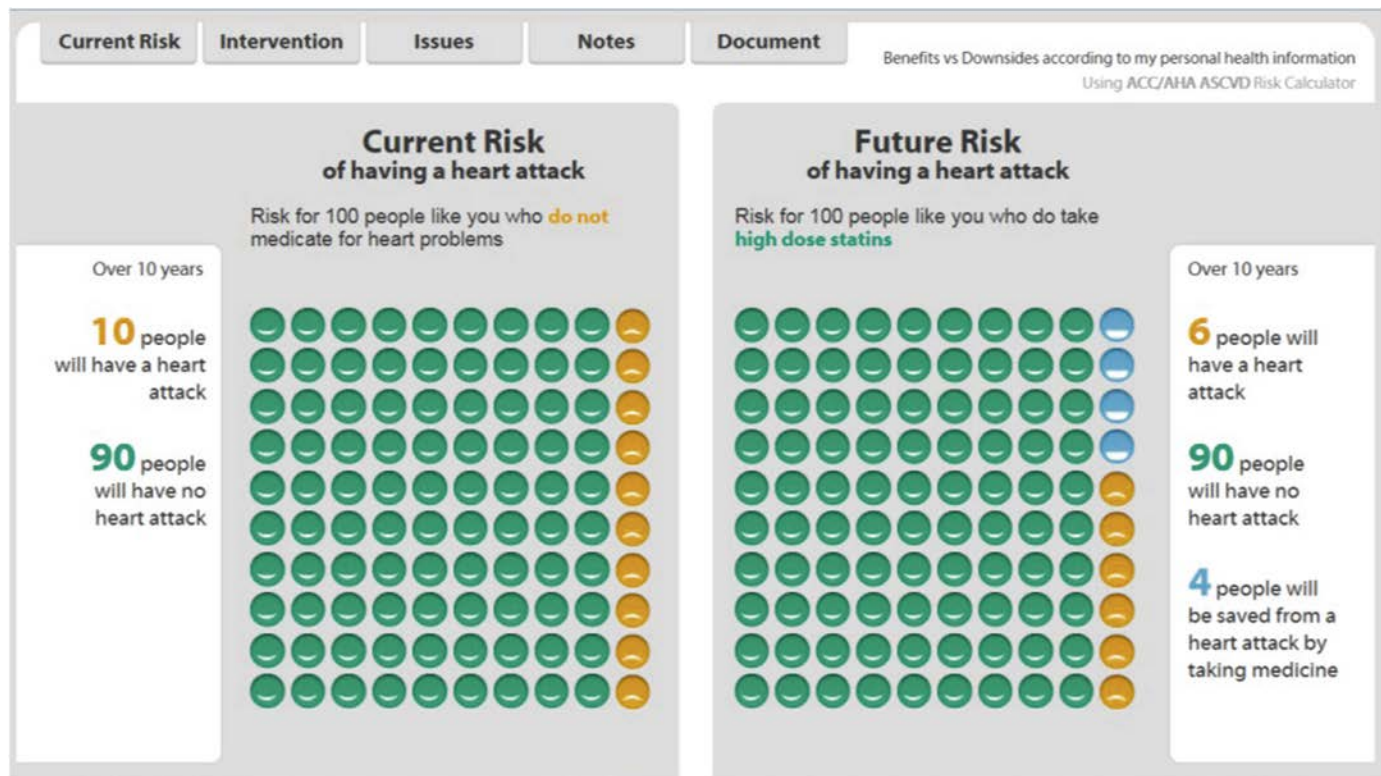 Current Risk
Intervention
Issues
Notes
Document
Benefits vs Downsides according to my personal health information
Using ACC/AHA ASCVD Risk Calculator
Current Risk
of having a heart attack
Risk for 100 people like you who do not
medicate for heart problems
Over 10 years
10 people
will have a heart
attack
90 people
will have no
heart attack
Future Risk
of having a heart attack
Risk for 100 people like you who do take
high dose statins
Over 10 years
6 people will
have a heart
attack
90 people
will have no
heart attack
4 people will
be saved from a
heart attack by
taking medicine